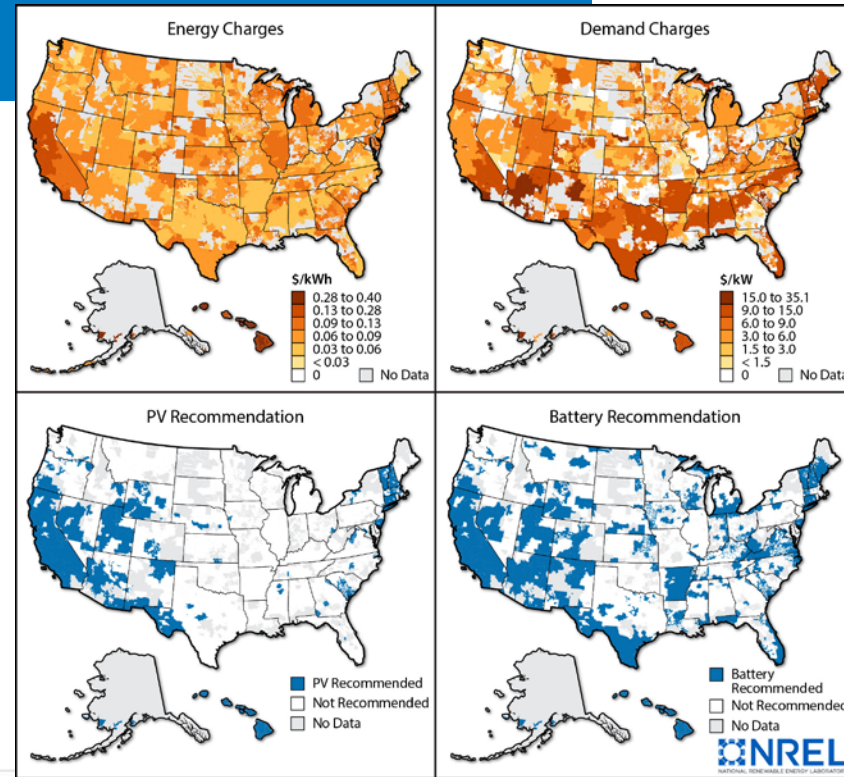 Energy Charges
$/kWh
0.28 to 0.40
0.13 to 0.28
0.09 to 0.13
0.06 to 0.09
0.03 to 0.06
< 0.03
0
No Data
Demand Charges
$/kW
15.0 to 35.1
9.0 to 15.0
6.0 to 9.0
3.0 to 6.0
1.5 to 3.0
< 1.5
0
No Data
PV Recommendation
PV Recommended
Not Recommended
No Data
Battery Recommendation
Battery
Recommended
Not Recommended
No Data
NREL
NATIONAL RENEWABLE ENERGY LABORATORY